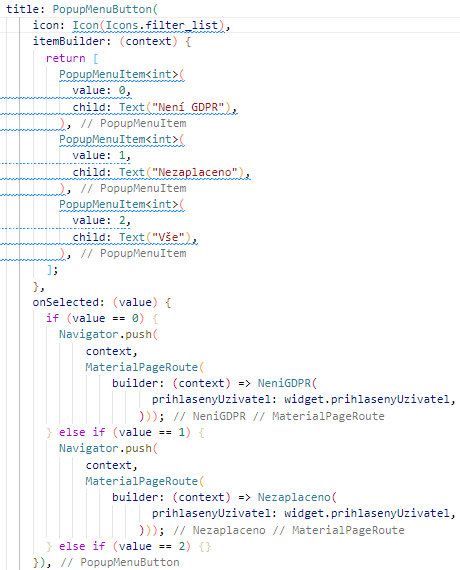 title: PopupMenuButton(
    icon: Icon(Icons.filter_list),
    itemBuilder: (context) {
      return [
        PopupMenuItem<int>(
          value: 0,
          child: Text("Není GDPR"),
        ), // PopupMenuItem
        PopupMenuItem<int>(
          value: 1,
          child: Text("Nezaplaceno"),
        ), // PopupMenuItem
        PopupMenuItem<int>(
          value: 2,
          child: Text("Vše"),
        ), // PopupMenuItem
      ];
    },
    onSelected: (value) {
      if (value == 0) {
        Navigator.push(
            context,
            MaterialPageRoute(
                builder: (context) => NeniGDPR(
                      prihlasenyUzivatel: widget.prihlasenyUzivatel,
                    ))); // NeniGDPR // MaterialPageRoute
      } else if (value == 1) {
        Navigator.push(
            context,
            MaterialPageRoute(
                builder: (context) => Nezaplaceno(
                      prihlasenyUzivatel: widget.prihlasenyUzivatel,
                    ))); // Nezaplaceno // MaterialPageRoute
      } else if (value == 2) {}
    }), // PopupMenuButton